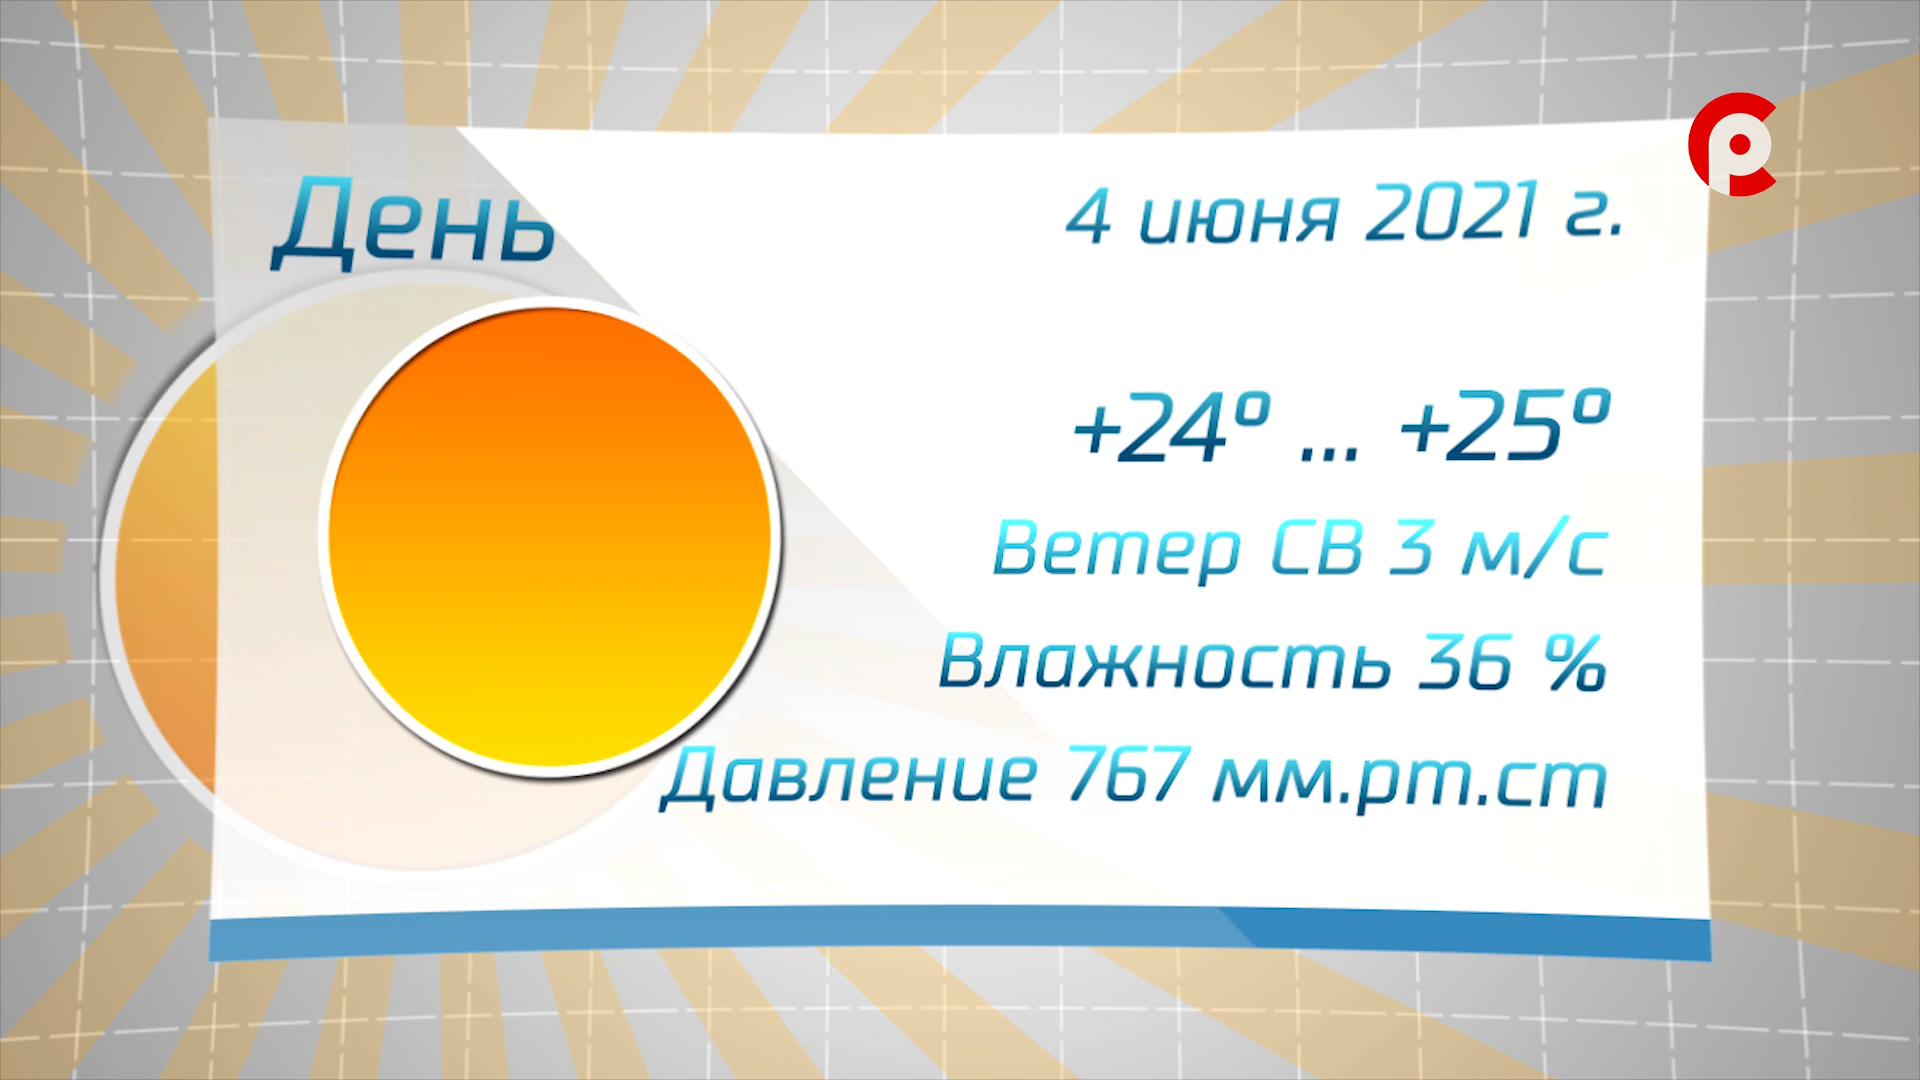 День
4 июня 2021 г.
+24° ... +25°
Ветер СВ 3 м/с
Влажность 36 %
Давление 767 мм.рт.ст